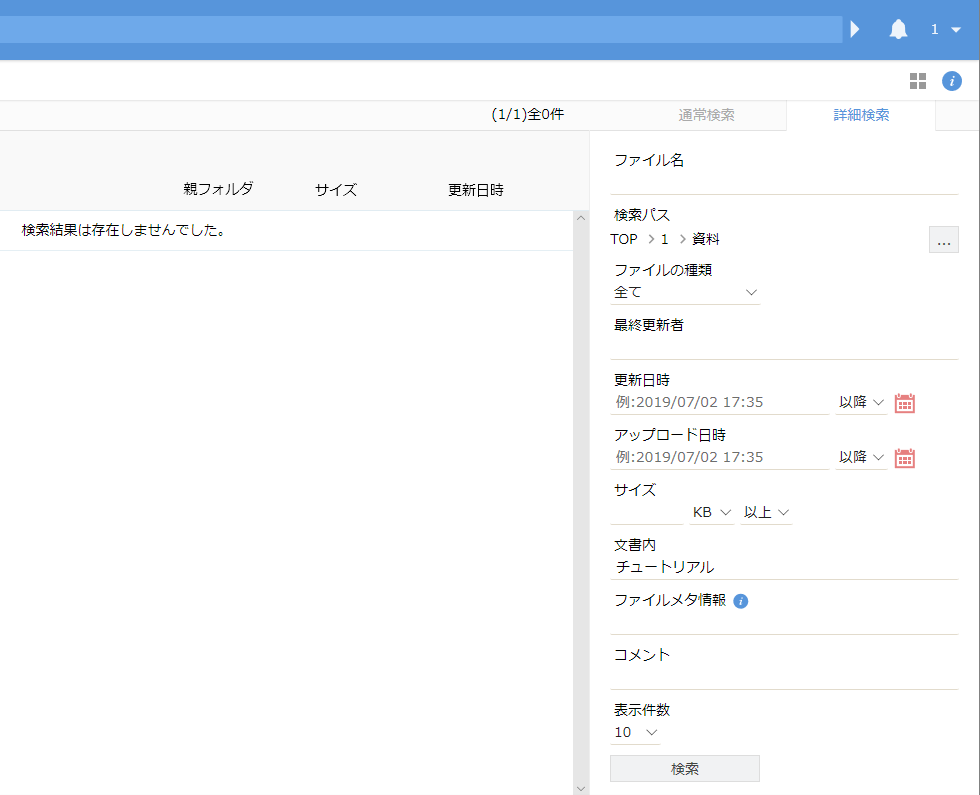 1
(1/1)全0件
通常検索
詳細検索
親フォルダ サイズ 更新日時
検索結果は存在しませんでした。
ファイル名
検索パス
TOP > 1 > 資料
...
ファイルの種類
全て
最終更新者
更新日時
例:2019/07/02 17:35 以降
アップロード日時
例:2019/07/02 17:35 以降
サイズ
KB 以上
文書内
チュートリアル
ファイルメタ情報 i
コメント
表示件数
10
検索